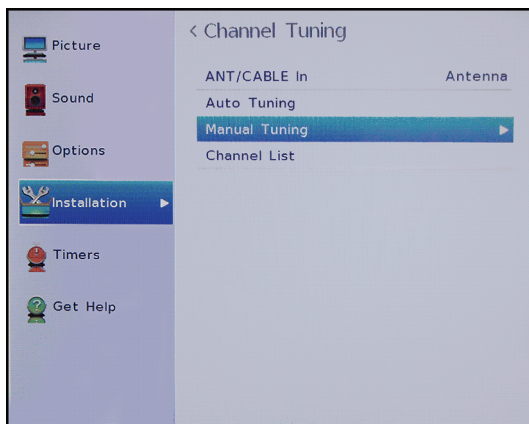 Picture
Sound
Options
Installation
Timers
Get Help
< Channel Tuning
ANT/CABLE In Antenna
Auto Tuning
Manual Tuning
Channel List